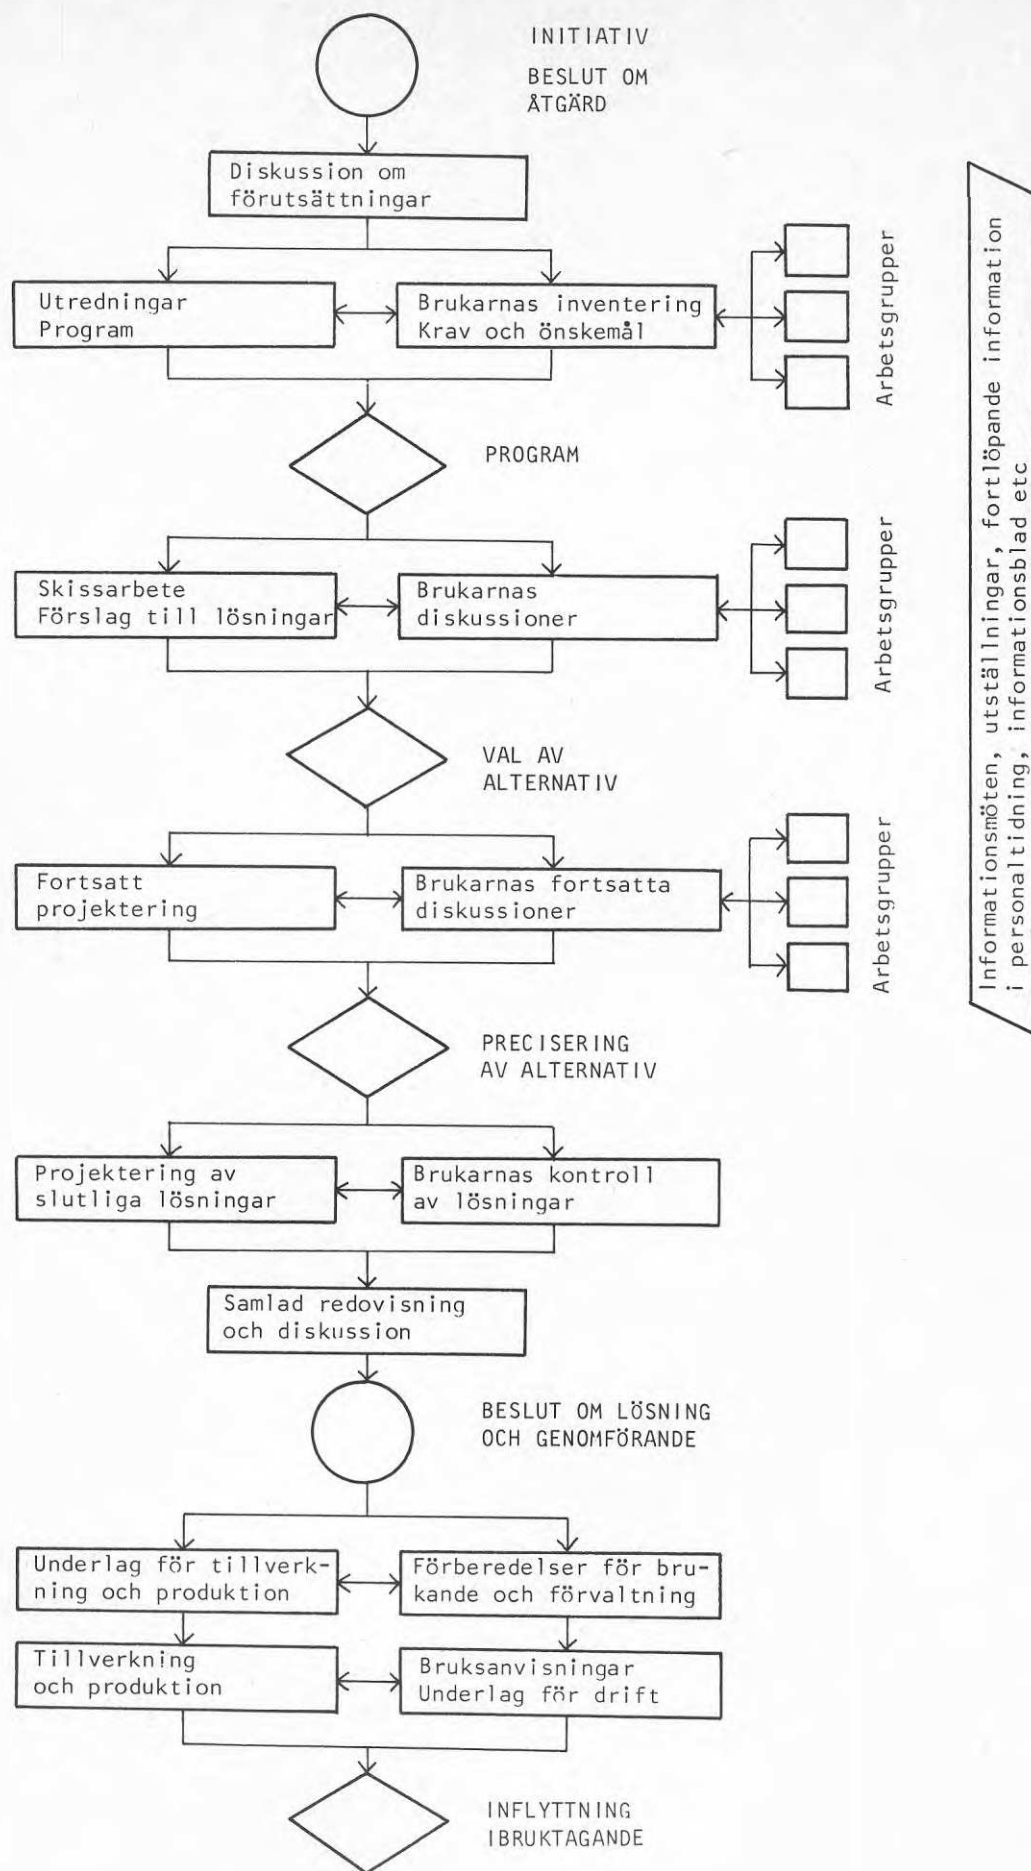 INITIATIV
BESLUT OM
ÅTGÄRD
Diskussion om
förutsättningar
Utredningar
Program
Brukarnas inventering
Krav och önskemål
Arbetsgrupper
PROGRAM
Skissarbete
Förslag till lösningar
Brukarnas
diskussioner
Arbetsgrupper
VAL AV
ALTERNATIV
Fortsatt
projektering
Brukarnas fortsatta
diskussioner
Arbetsgrupper
PRECISERING
AV ALTERNATIV
Projektering av
slutliga lösningar
Brukarnas kontroll
av lösningar
Samlad redovisning
och diskussion
BESLUT OM LÖSNING
OCH GENOMFÖRANDE
Underlag för tillverk-
ning och produktion
Förberedelser för bru-
kande och förvaltning
Tillverkning
och produktion
Bruksanvisningar
Underlag för drift
INFLYTTNING
IBRUKTAGANDE
Informationsmöten, utställningar, fortlöpande information
i personaltidning, informationsblad etc